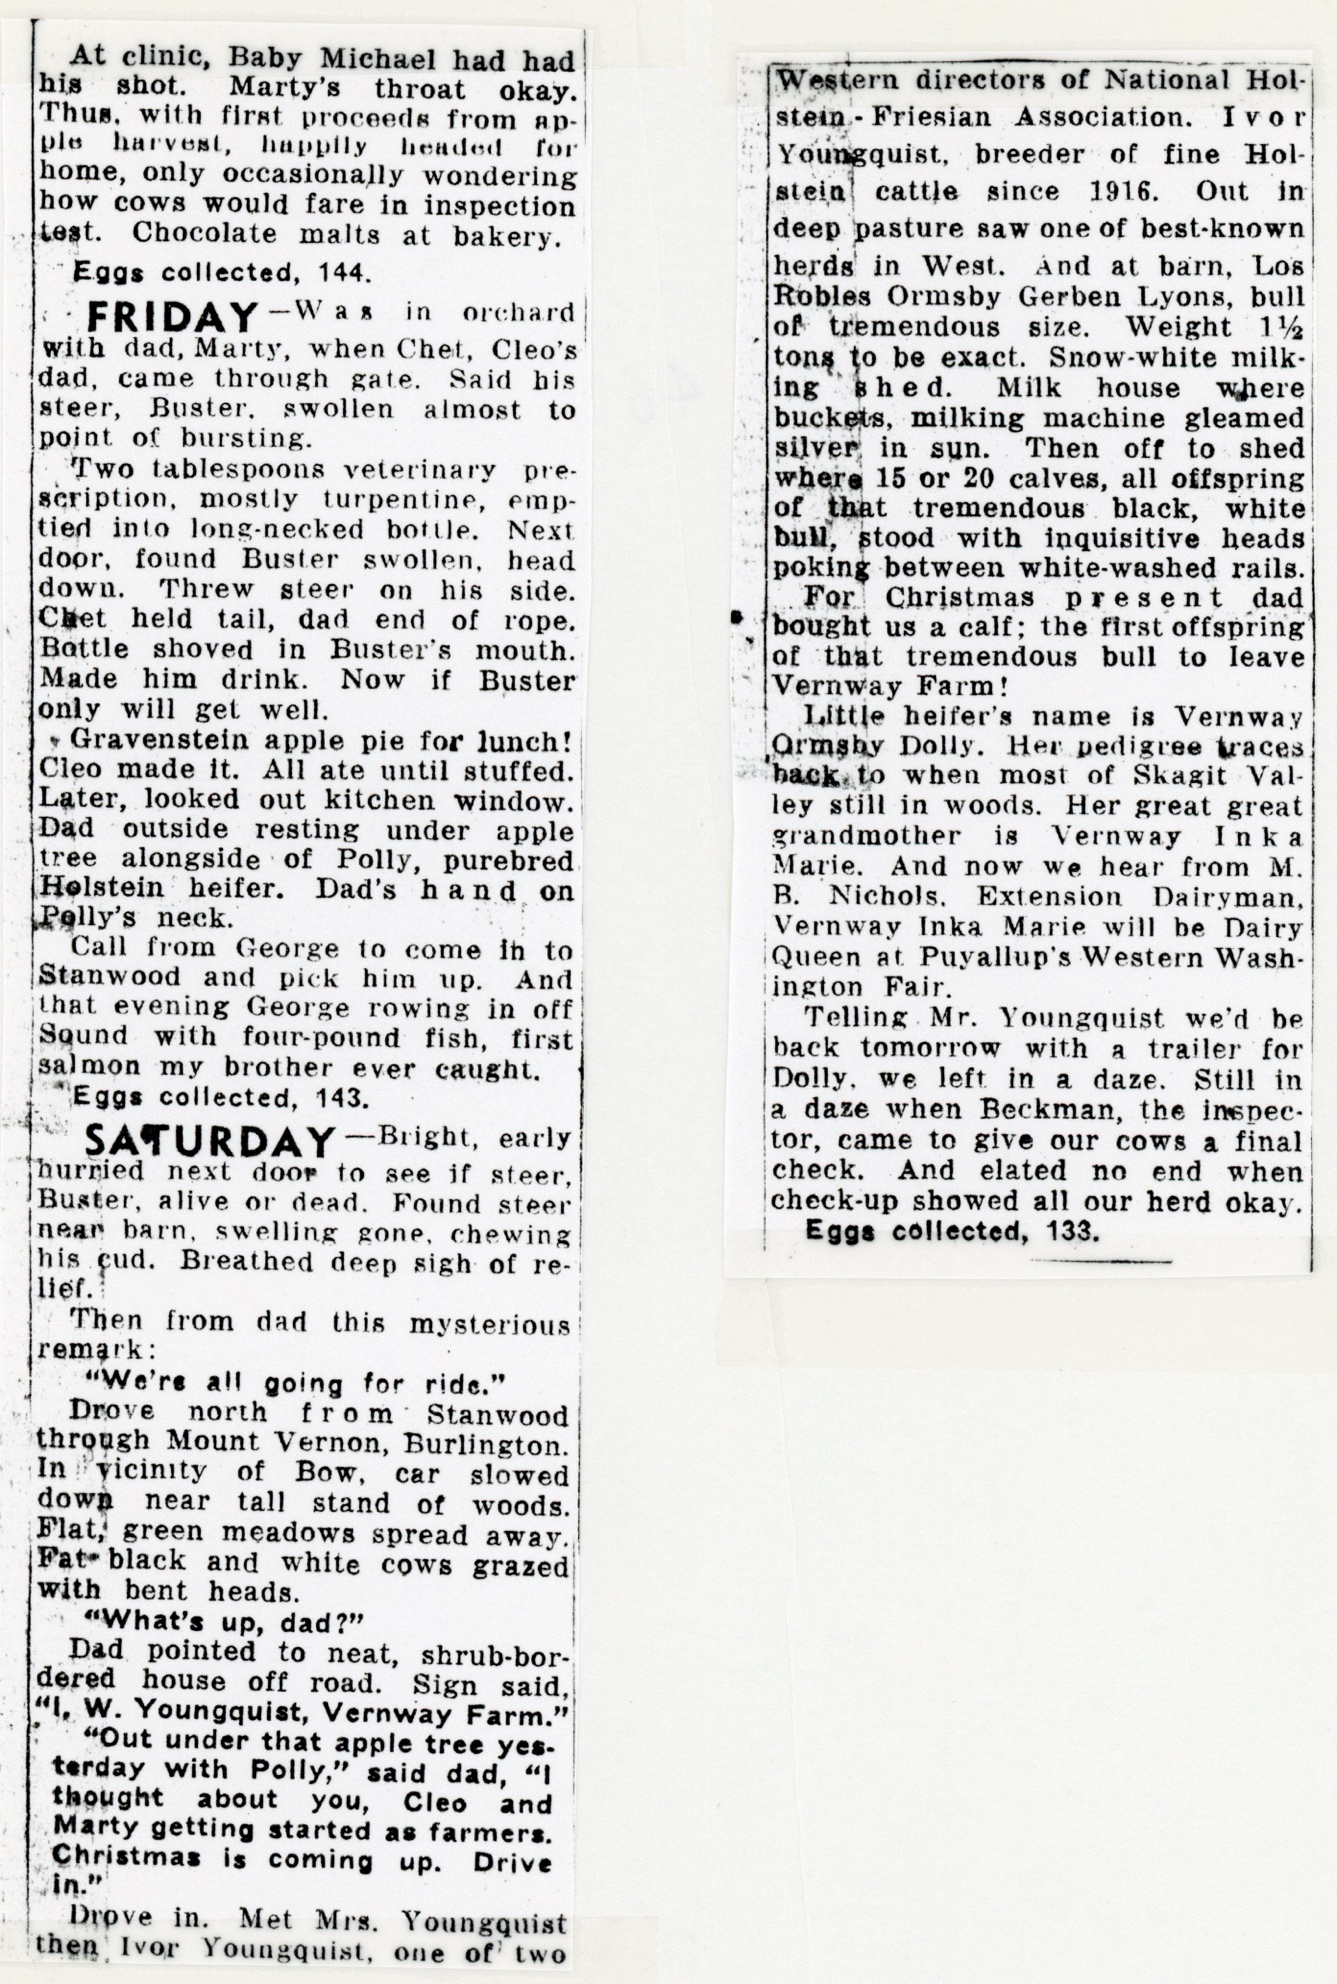 At clinic, Baby Michael had had
his shot. Marty's throat okay.
Thus, with first proceeds from ap-
ple harvest, happily headed for
home, only occasionally wondering
how cows would fare in inspection
test. Chocolate malts at bakery.
Eggs collected, 144.
FRIDAY—Was in orchard
with dad, Marty, when Chet, Cleo's
dad, came through gate. Said his
steer, Buster, swollen almost to
point of bursting.
Two tablespoons veterinary pre-
scription, mostly turpentine, emp-
tied into long-necked bottle. Next
door, found Buster swollen, head
down. Threw steer on his side.
Chet held tail, dad end of rope.
Bottle shoved in Buster's mouth.
Made him drink. Now if Buster
only will get well.
Gravenstein apple pie for lunch!
Cleo made it. All ate until stuffed.
Later, looked out kitchen window.
Dad outside resting under apple
tree alongside of Polly, purebred
Holstein heifer. Dad's hand on
Polly's neck.
Call from George to come in to
Stanwood and pick him up. And
that evening George rowing in off
Sound with four-pound fish, first
salmon my brother ever caught.
Eggs collected, 143.
SATURDAY—Bright, early
hurried next door to see if steer,
Buster, alive or dead. Found steer
near barn, swelling gone, chewing
his cud. Breathed deep sigh of re-
lief.
Then from dad this mysterious
remark:
"We're all going for ride."
Drove north from Stanwood
through Mount Vernon, Burlington.
In vicinity of Bow, car slowed
down near tall stand of woods.
Flat, green meadows spread away.
Fat black and white cows grazed
with bent heads.
"What's up, dad?"
Dad pointed to neat, shrub-bor-
dered house off road. Sign said,
"I. W. Youngquist, Vernway Farm."
"Out under that apple tree yes-
terday with Polly," said dad, "I
thought about you, Cleo and
Marty getting started as farmers.
Christmas is coming up. Drive
in."
Drove in. Met Mrs. Youngquist
then Ivor Youngquist, one of two
Western directors of National Hol-
stein-Friesian Association. Ivor
Youngquist, breeder of fine Hol-
stein cattle since 1916. Out in
deep pasture saw one of best-known
herds in West. And at barn, Los
Robles Ormsby Gerben Lyons, bull
of tremendous size. Weight 1½
tons to be exact. Snow-white milk-
ing shed. Milk house where
buckets, milking machine gleamed
silver in sun. Then off to shed
where 15 or 20 calves, all offspring
of that tremendous black, white
bull, stood with inquisitive heads
poking between white-washed rails.
For Christmas present dad
bought us a calf; the first offspring
of that tremendous bull to leave
Vernway Farm!
Little heifer's name is Vernway
Ormsby Dolly. Her pedigree traces
back to when most of Skagit Val-
ley still in woods. Her great great
grandmother is Vernway Inka
Marie. And now we hear from M.
B. Nichols, Extension Dairyman,
Vernway Inka Marie will be Dairy
Queen at Puyallup's Western Wash-
ington Fair.
Telling Mr. Youngquist we'd be
back tomorrow with a trailer for
Dolly, we left in a daze. Still in
a daze when Beckman, the inspec-
tor, came to give our cows a final
check. And elated no end when
check-up showed all our herd okay.
Eggs collected, 133.